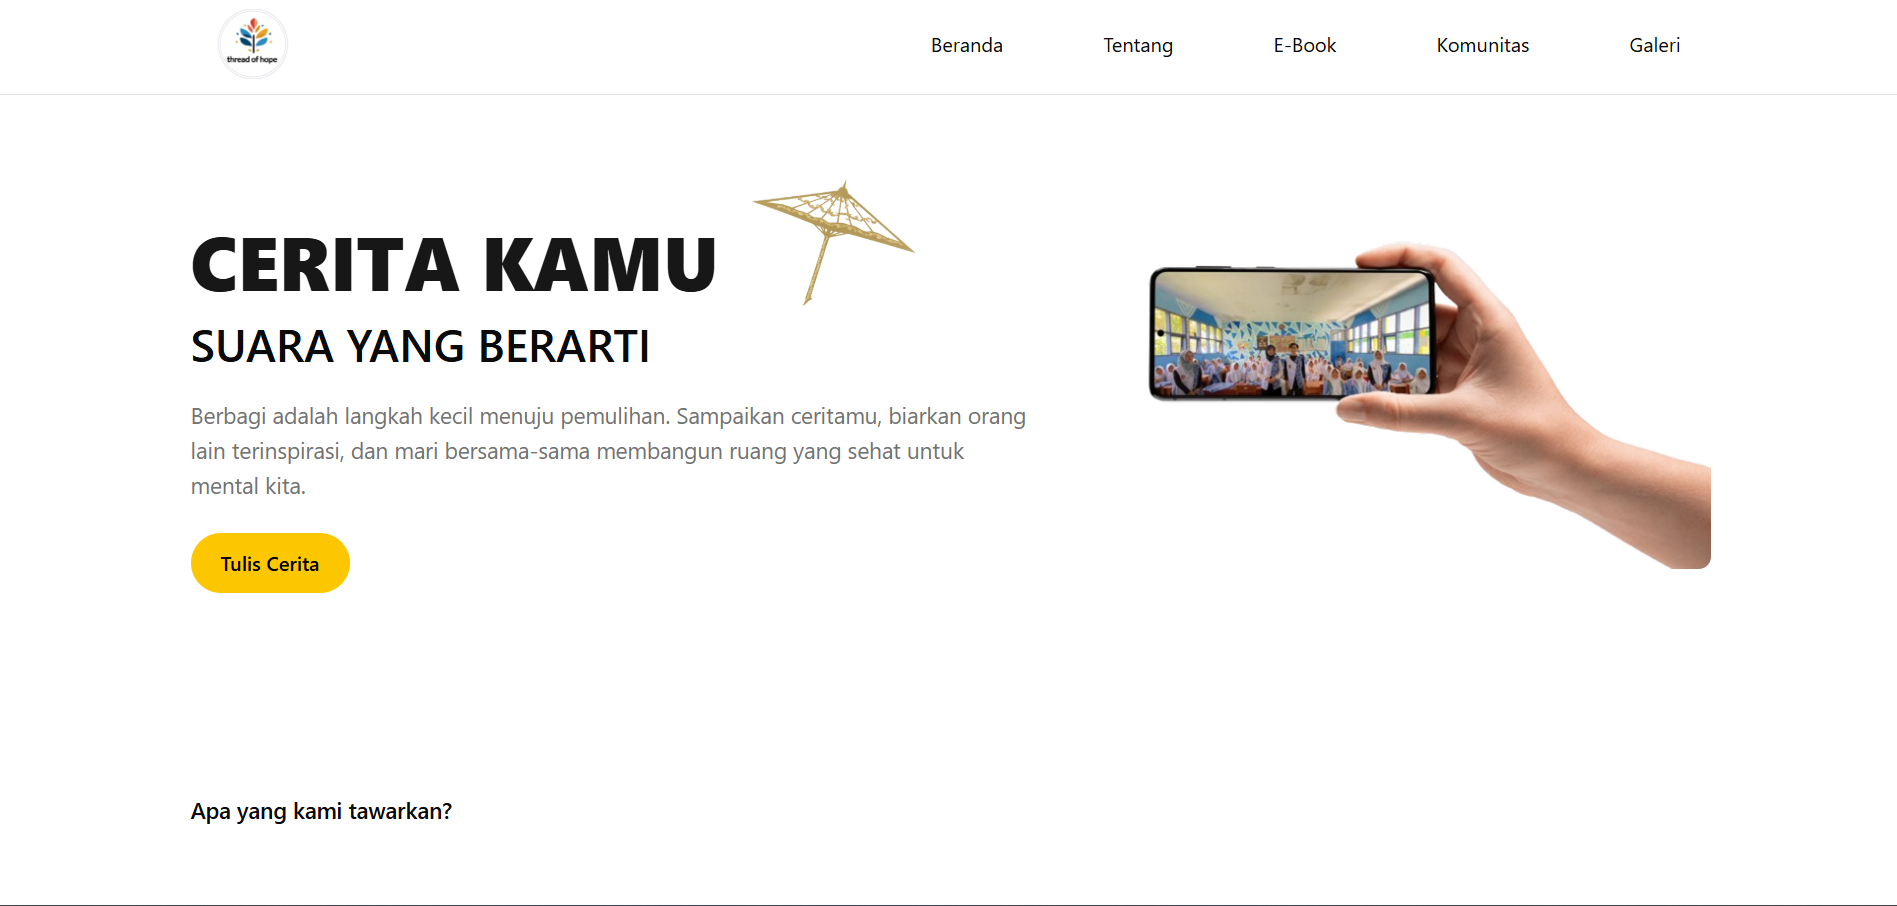 thread of hope
Beranda
Tentang
E-Book
Komunitas
Galeri
CERITA KAMU
SUARA YANG BERARTI
Berbagi adalah langkah kecil menuju pemulihan. Sampaikan ceritamu, biarkan orang
lain terinspirasi, dan mari bersama-sama membangun ruang yang sehat untuk
mental kita.
Tulis Cerita
Apa yang kami tawarkan?